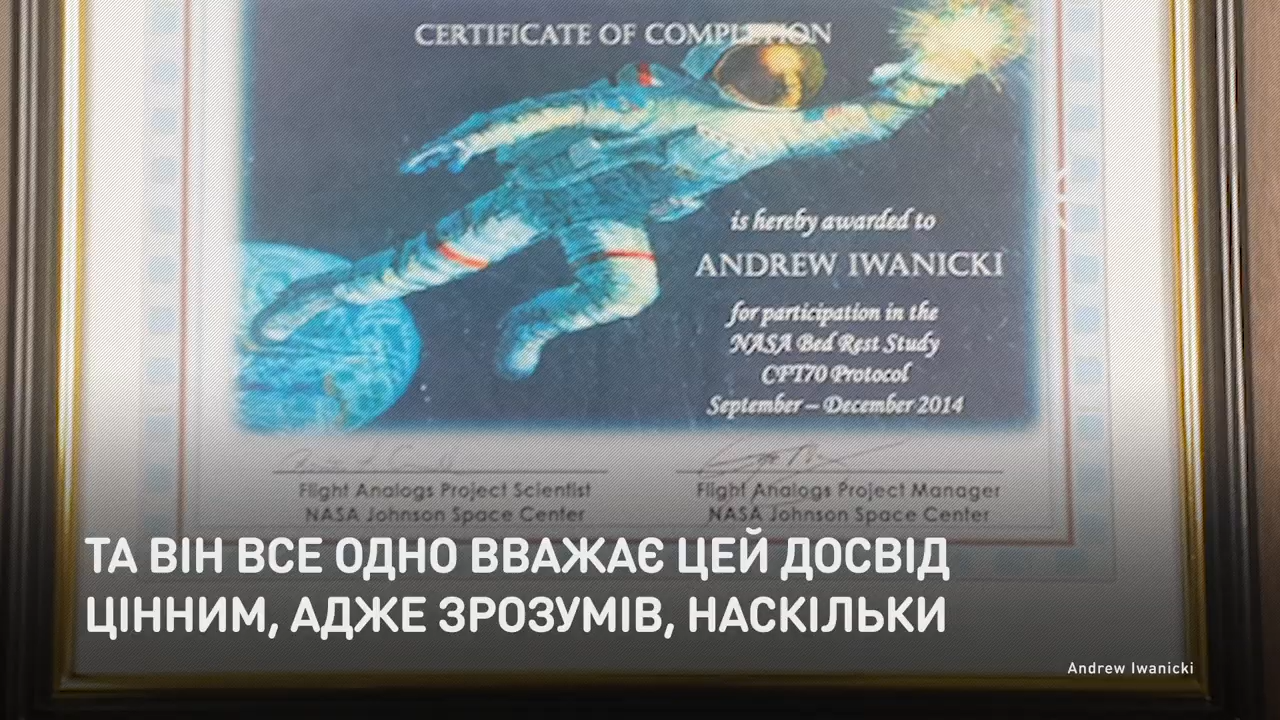 CERTIFICATE OF COMPLETION
is hereby awarded to
ANDREW IWANICKI
for participation in the
NASA Bed Rest Study
CFT70 Protocol
September – December 2014
Flight Analogs Project Scientist
NASA Johnson Space Center
Flight Analogs Project Manager
NASA Johnson Space Center
ТА ВІН ВСЕ ОДНО ВВАЖАЄ ЦЕЙ ДОСВІД
ЦІННИМ, АДЖЕ ЗРОЗУМІВ, НАСКІЛЬКИ
Andrew Iwanicki